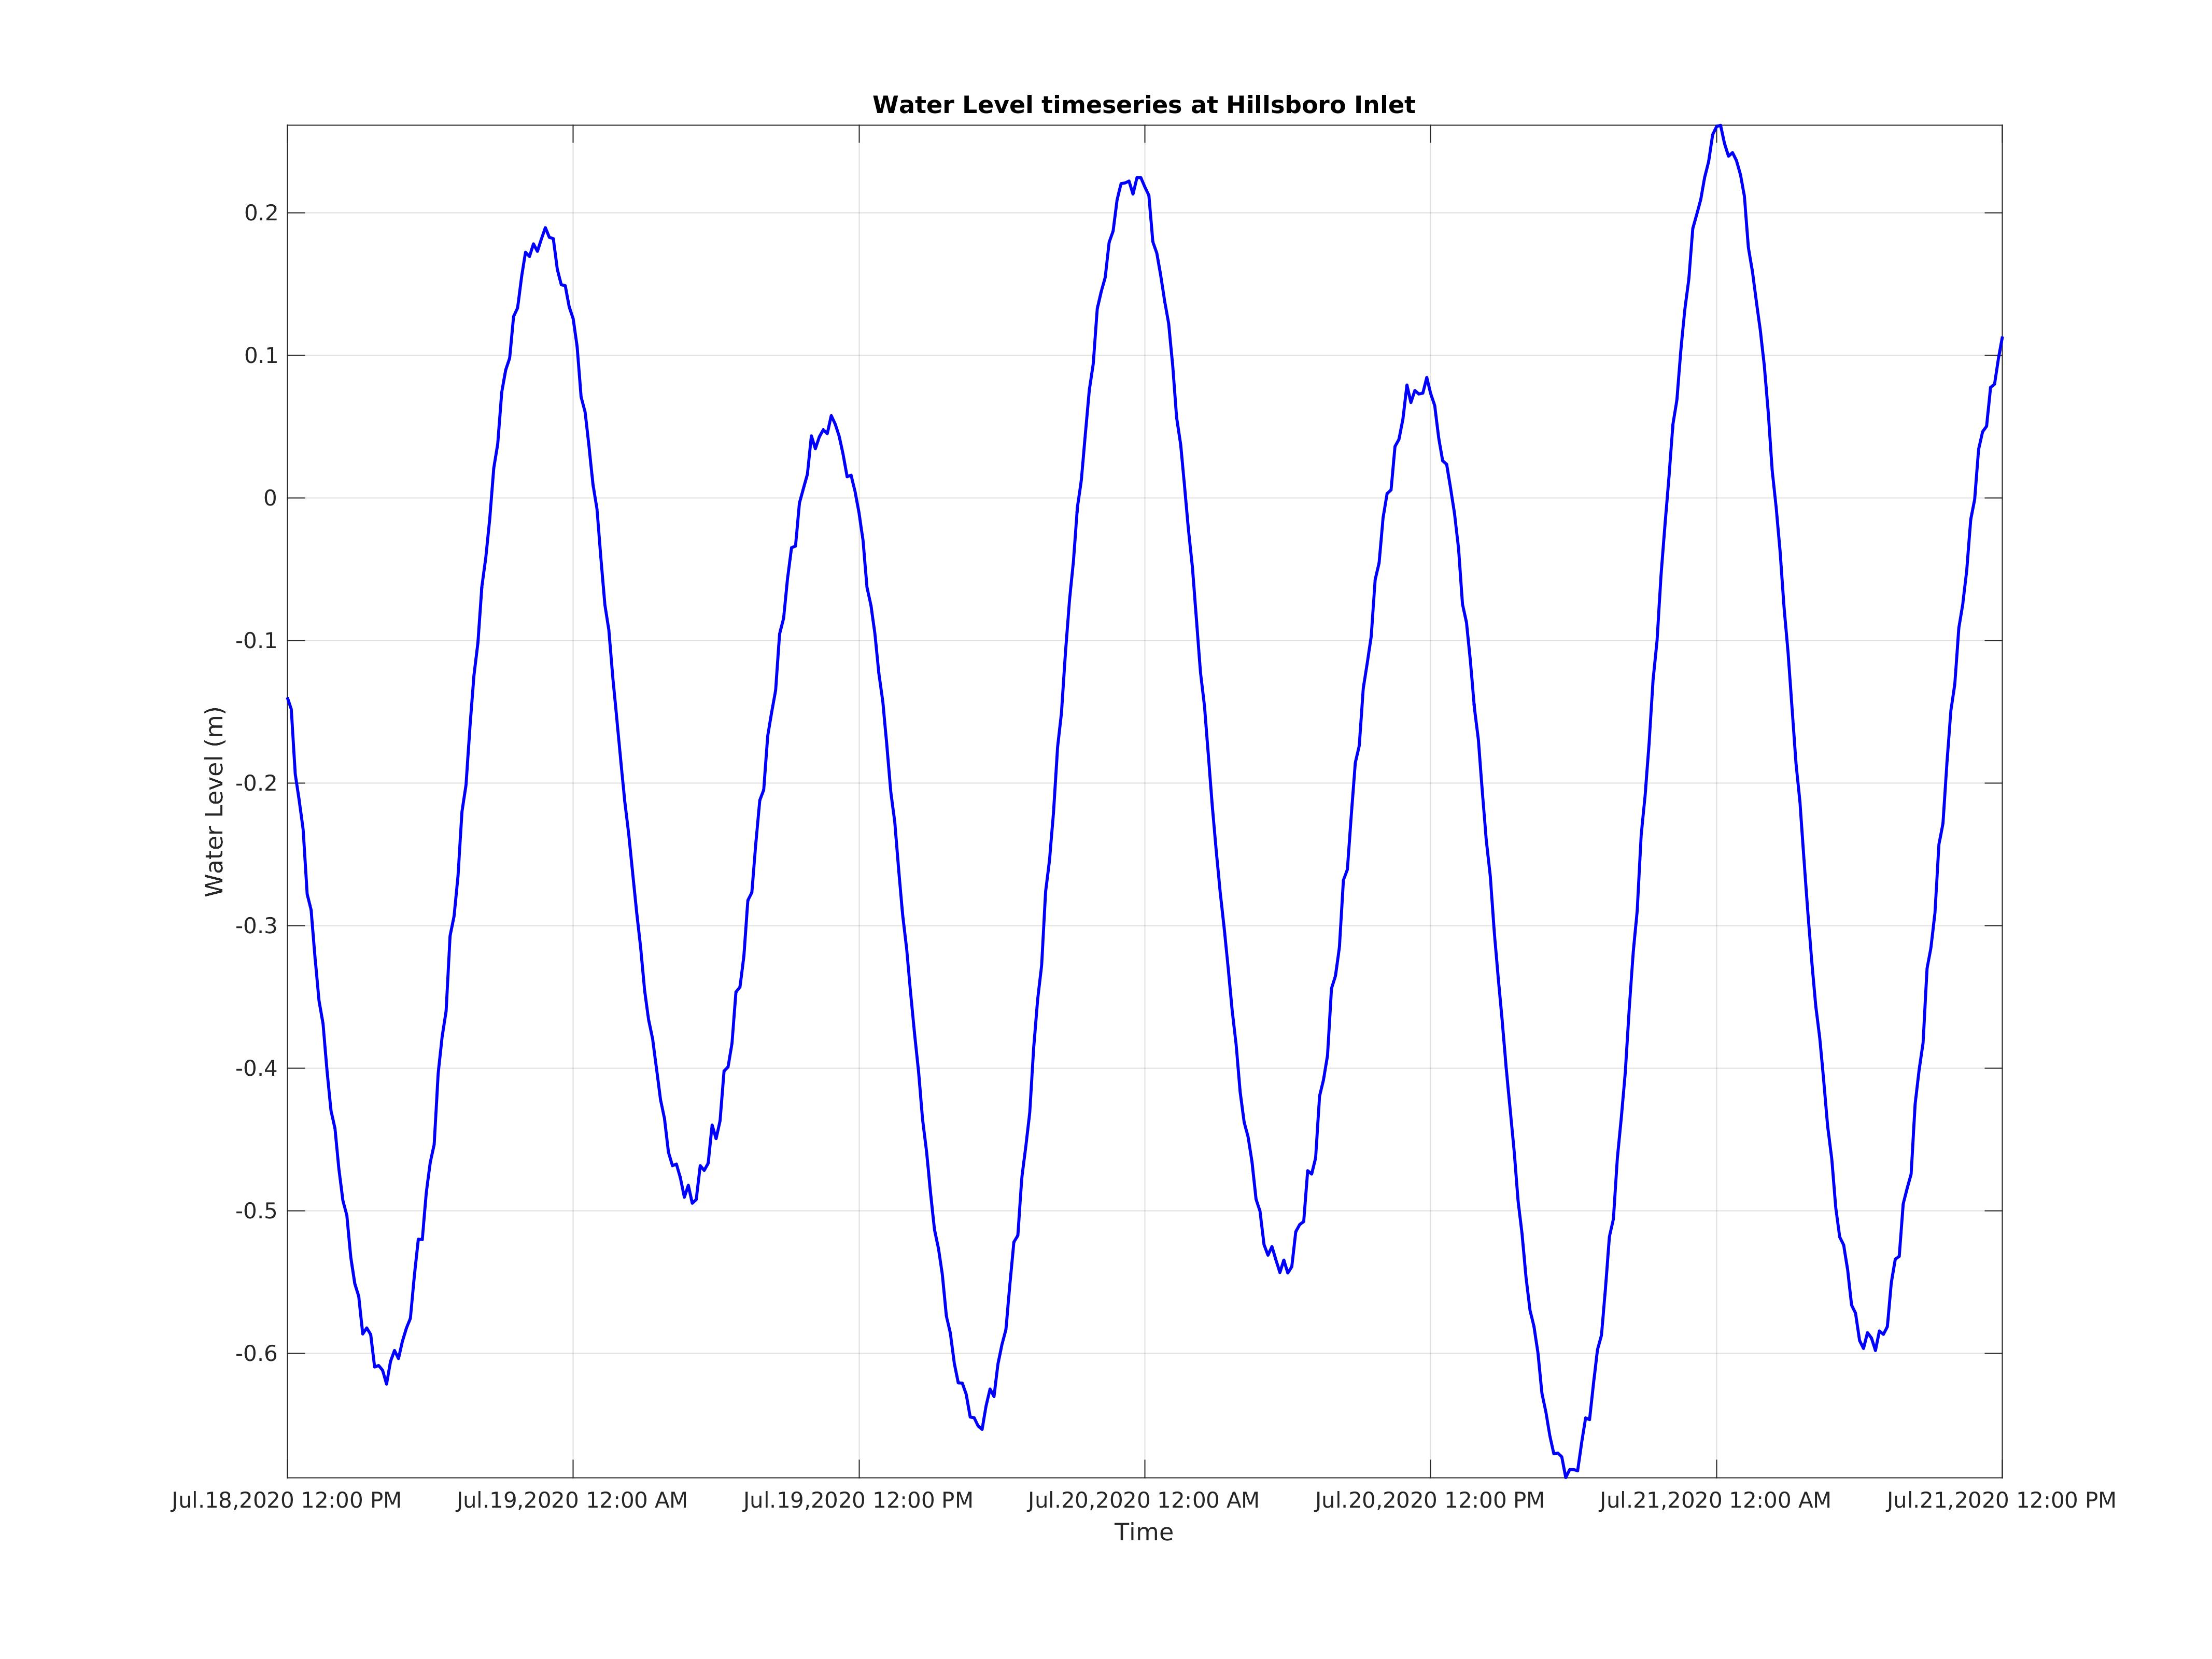 Water Level timeseries at Hillsboro Inlet
0.2
0.1
0
-0.1
-0.2
-0.3
-0.4
-0.5
-0.6
Water Level (m)
Jul.18,2020 12:00 PM
Jul.19,2020 12:00 AM
Jul.19,2020 12:00 PM
Jul.20,2020 12:00 AM
Jul.20,2020 12:00 PM
Jul.21,2020 12:00 AM
Jul.21,2020 12:00 PM
Time